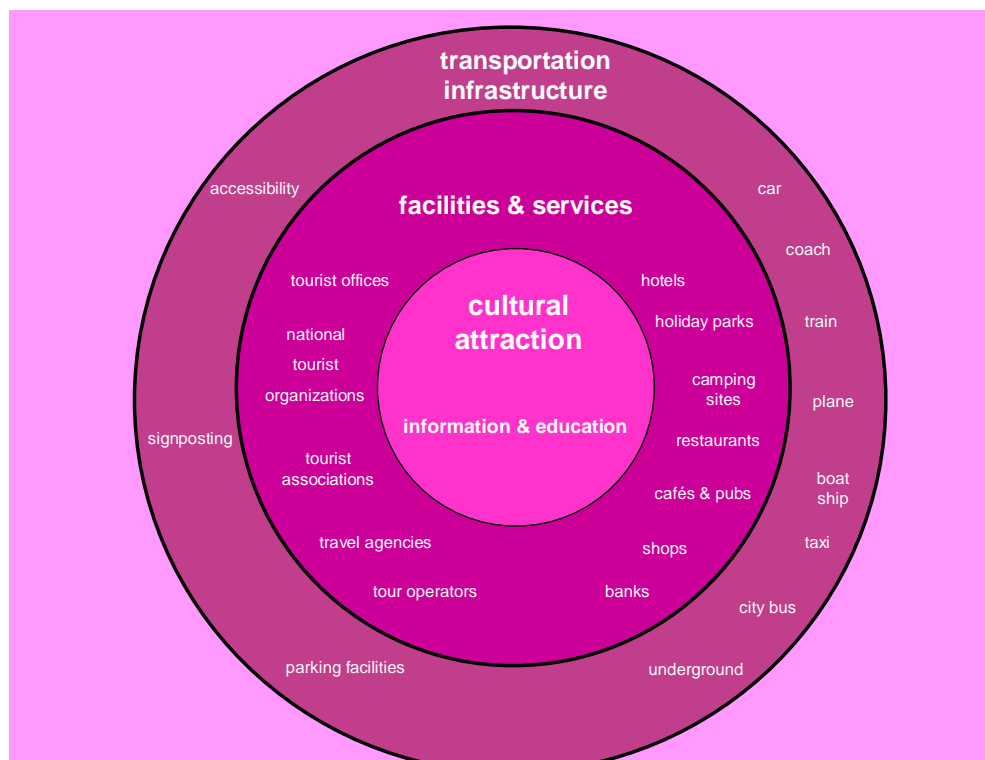 transportation
infrastructure
accessibility
car
facilities & services
coach
tourist offices
hotels
cultural
attraction
holiday parks
train
national
tourist
organizations
camping
sites
plane
information & education
signposting
restaurants
tourist
associations
boat
ship
cafés & pubs
travel agencies
shops
taxi
tour operators
banks
city bus
parking facilities
underground